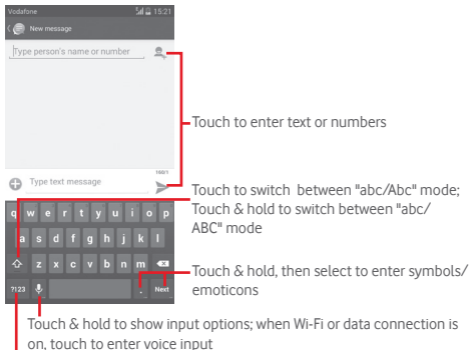 Vodafone 15:21
New message
Type person's name or number
Touch to enter text or numbers
160/1
Type text message
Touch to switch between "abc/Abc" mode;
Touch & hold to switch between "abc/
ABC" mode
q w e r t y u i o p
a s d f g h j k l
z x c v b n m
Touch & hold, then select to enter symbols/
emoticons
?123 . Next
Touch & hold to show input options; when Wi-Fi or data connection is
on, touch to enter voice input